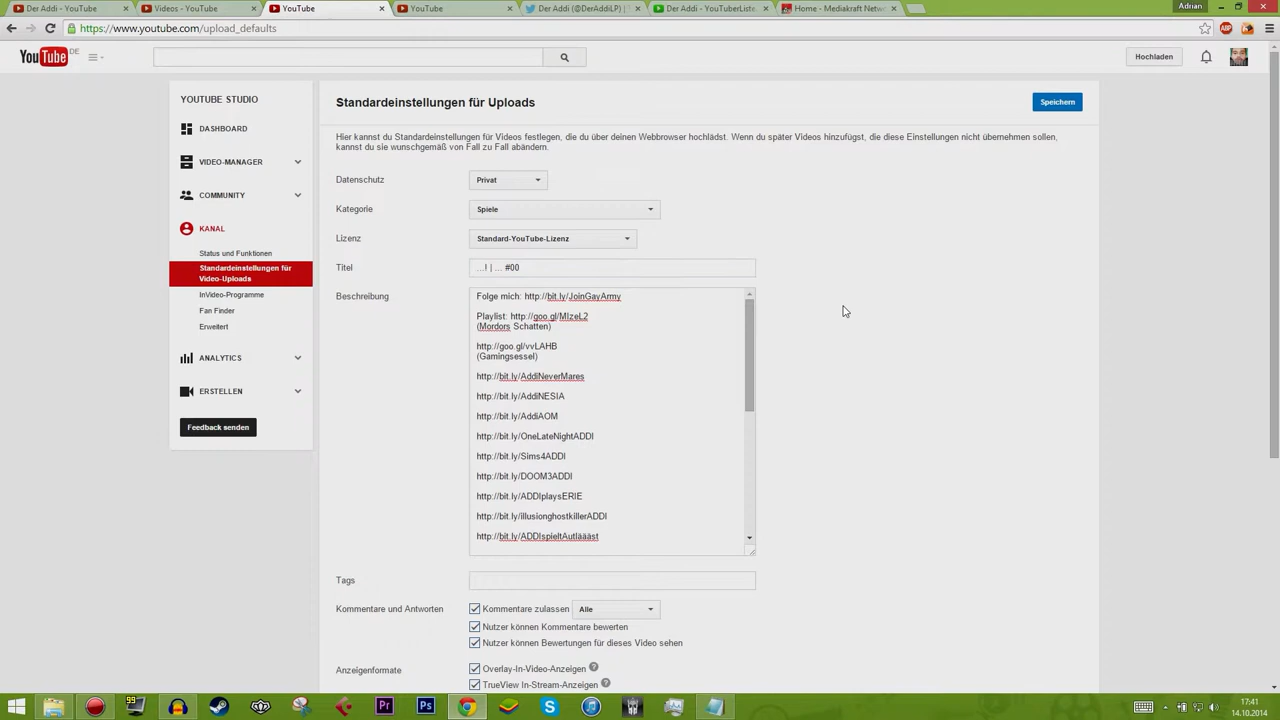 Der Addi - YouTube
Videos - YouTube
YouTube
YouTube
Der Addi (@DerAddiLP) |
Der Addi - YouTuberListe
Home - Mediakraft Netw
Adrian
https://www.youtube.com/upload_defaults
ABP
YouTube DE
Hochladen
YOUTUBE STUDIO
DASHBOARD
VIDEO-MANAGER
COMMUNITY
KANAL
Status und Funktionen
Standardeinstellungen für
Video-Uploads
InVideo-Programme
Fan Finder
Erweitert
ANALYTICS
ERSTELLEN
Feedback senden
Standardeinstellungen für Uploads
Speichern
Hier kannst du Standardeinstellungen für Videos festlegen, die du über deinen Webbrowser hochlädst. Wenn du später Videos hinzufügst, die diese Einstellungen nicht übernehmen sollen,
kannst du sie wunschgemäß von Fall zu Fall abändern.
Datenschutz
Privat
Kategorie
Spiele
Lizenz
Standard-YouTube-Lizenz
Titel
...! | ... #00
Beschreibung
Folge mich: http://bit.ly/JoinGayArmy
Playlist: http://goo.gl/MIzeL2
(Mordors Schatten)
http://goo.gl/vvLAHB
(Gamingsessel)
http://bit.ly/AddiNeverMares
http://bit.ly/AddiNESIA
http://bit.ly/AddiAOM
http://bit.ly/OneLateNightADDI
http://bit.ly/Sims4ADDI
http://bit.ly/DOOM3ADDI
http://bit.ly/ADDIplaysERIE
http://bit.ly/illusionghostkillerADDI
http://bit.ly/ADDIspieltAutläääst
Tags
Kommentare und Antworten
Kommentare zulassen
Alle
Nutzer können Kommentare bewerten
Nutzer können Bewertungen für dieses Video sehen
Anzeigenformate
Overlay-In-Video-Anzeigen
TrueView In-Stream-Anzeigen
99
Pr
Ps
17:41
14.10.2014